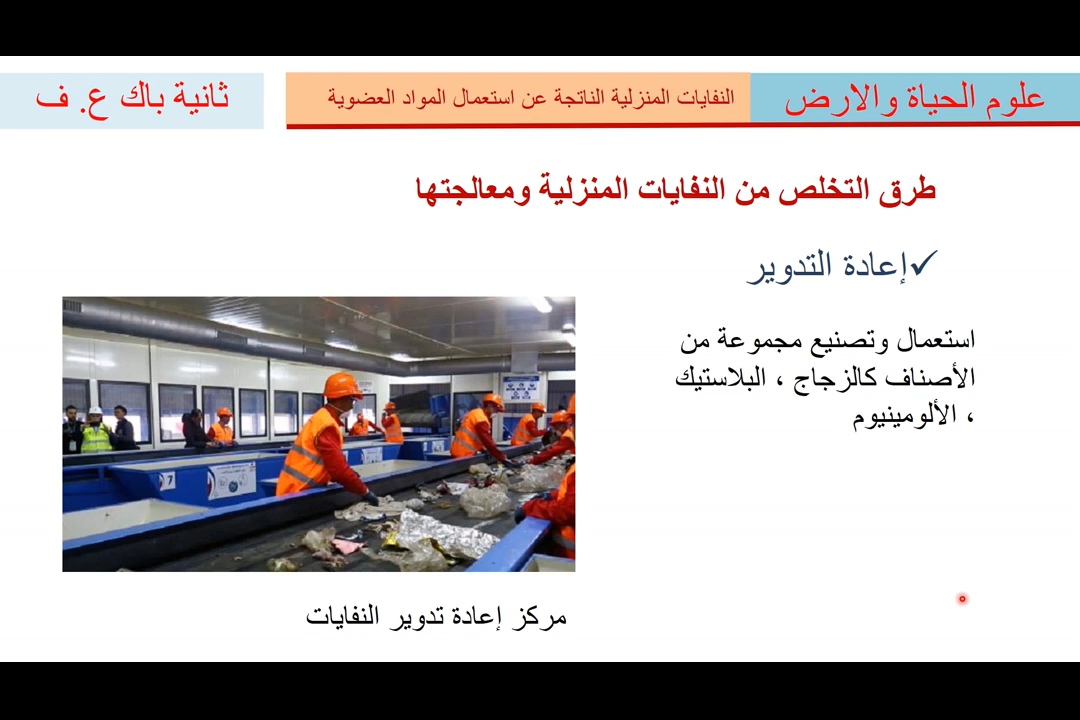 علوم الحياة والارض
النفايات المنزلية الناتجة عن استعمال المواد العضوية
ثانية باك ع. ف
طرق التخلص من النفايات المنزلية ومعالجتها
✓إعادة التدوير
استعمال وتصنيع مجموعة من
الأصناف كالزجاج ، البلاستيك
، الألومينيوم
7
مركز إعادة تدوير النفايات